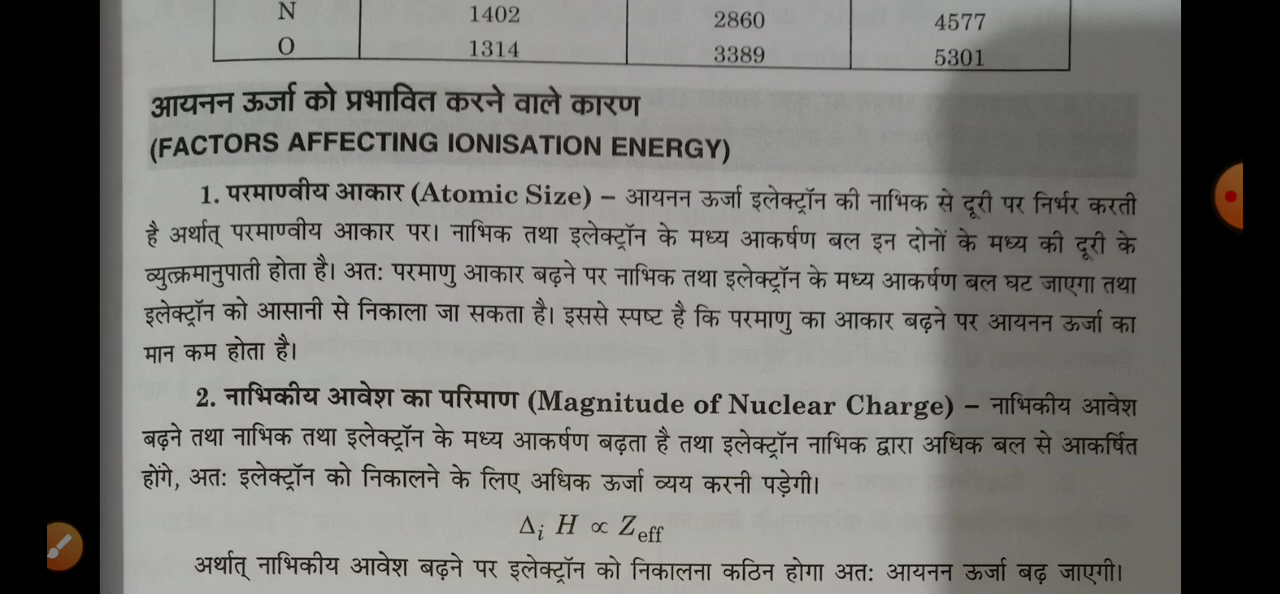 N 1402 2860 4577
O 1314 3389 5301
आयनन ऊर्जा को प्रभावित करने वाले कारण
(FACTORS AFFECTING IONISATION ENERGY)
1. परमाण्वीय आकार (Atomic Size) – आयनन ऊर्जा इलेक्ट्रॉन की नाभिक से दूरी पर निर्भर करती
है अर्थात् परमाण्वीय आकार पर। नाभिक तथा इलेक्ट्रॉन के मध्य आकर्षण बल इन दोनों के मध्य की दूरी के
व्युत्क्रमानुपाती होता है। अतः परमाणु आकार बढ़ने पर नाभिक तथा इलेक्ट्रॉन के मध्य आकर्षण बल घट जाएगा तथा
इलेक्ट्रॉन को आसानी से निकाला जा सकता है। इससे स्पष्ट है कि परमाणु का आकार बढ़ने पर आयनन ऊर्जा का
मान कम होता है।
2. नाभिकीय आवेश का परिमाण (Magnitude of Nuclear Charge) – नाभिकीय आवेश
बढ़ने तथा नाभिक तथा इलेक्ट्रॉन के मध्य आकर्षण बढ़ता है तथा इलेक्ट्रॉन नाभिक द्वारा अधिक बल से आकर्षित
होंगे, अतः इलेक्ट्रॉन को निकालने के लिए अधिक ऊर्जा व्यय करनी पड़ेगी।
Δᵢ H ∝ Z_eff
अर्थात् नाभिकीय आवेश बढ़ने पर इलेक्ट्रॉन को निकालना कठिन होगा अतः आयनन ऊर्जा बढ़ जाएगी।